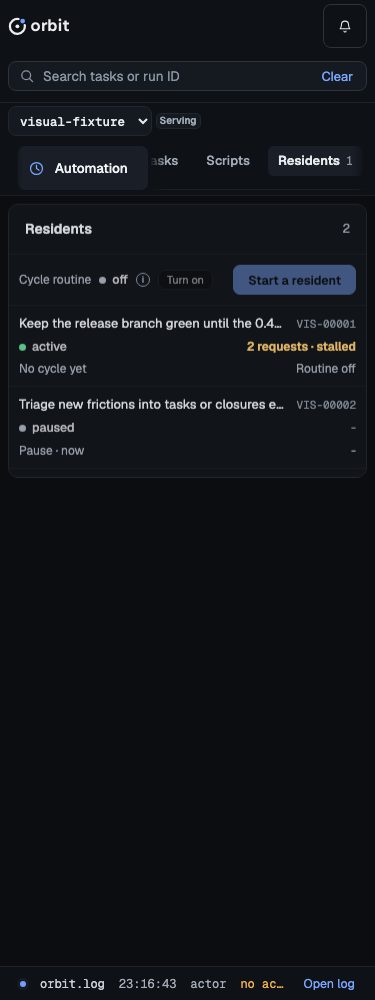 orbit
Search tasks or run ID Clear
visual-fixture Serving
Automation asks Scripts Residents 1
Residents 2
Cycle routine off i Turn on Start a resident
Keep the release branch green until the 0.4… VIS-00001
active 2 requests · stalled
No cycle yet Routine off
Triage new frictions into tasks or closures e… VIS-00002
paused -
Pause · now -
orbit.log 23:16:43 actor no ac… Open log